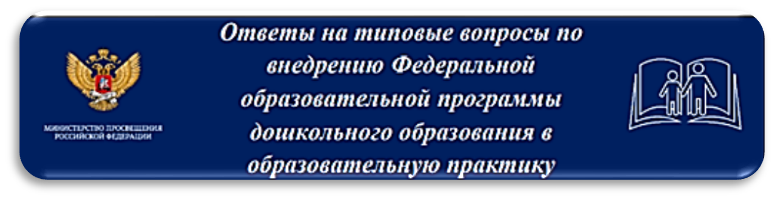 Ответы на типовые вопросы по
внедрению Федеральной
образовательной программы
дошкольного образования в
образовательную практику
МИНИСТЕРСТВО ПРОСВЕЩЕНИЯ
РОССИЙСКОЙ ФЕДЕРАЦИИ